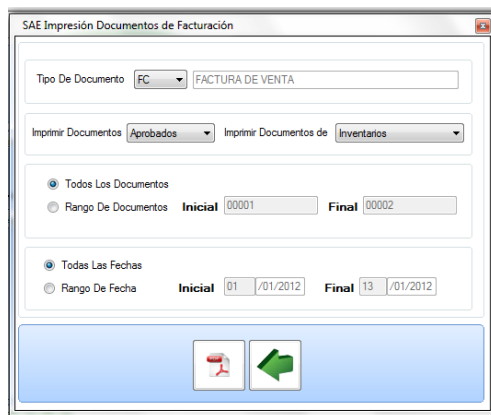 SAE Impresión Documentos de Facturación
Tipo De Documento FC FACTURA DE VENTA
Imprimir Documentos Aprobados Imprimir Documentos de Inventarios
Todos Los Documentos
Rango De Documentos Inicial 00001 Final 00002
Todas Las Fechas
Rango De Fecha Inicial 01 /01/2012 Final 13 /01/2012